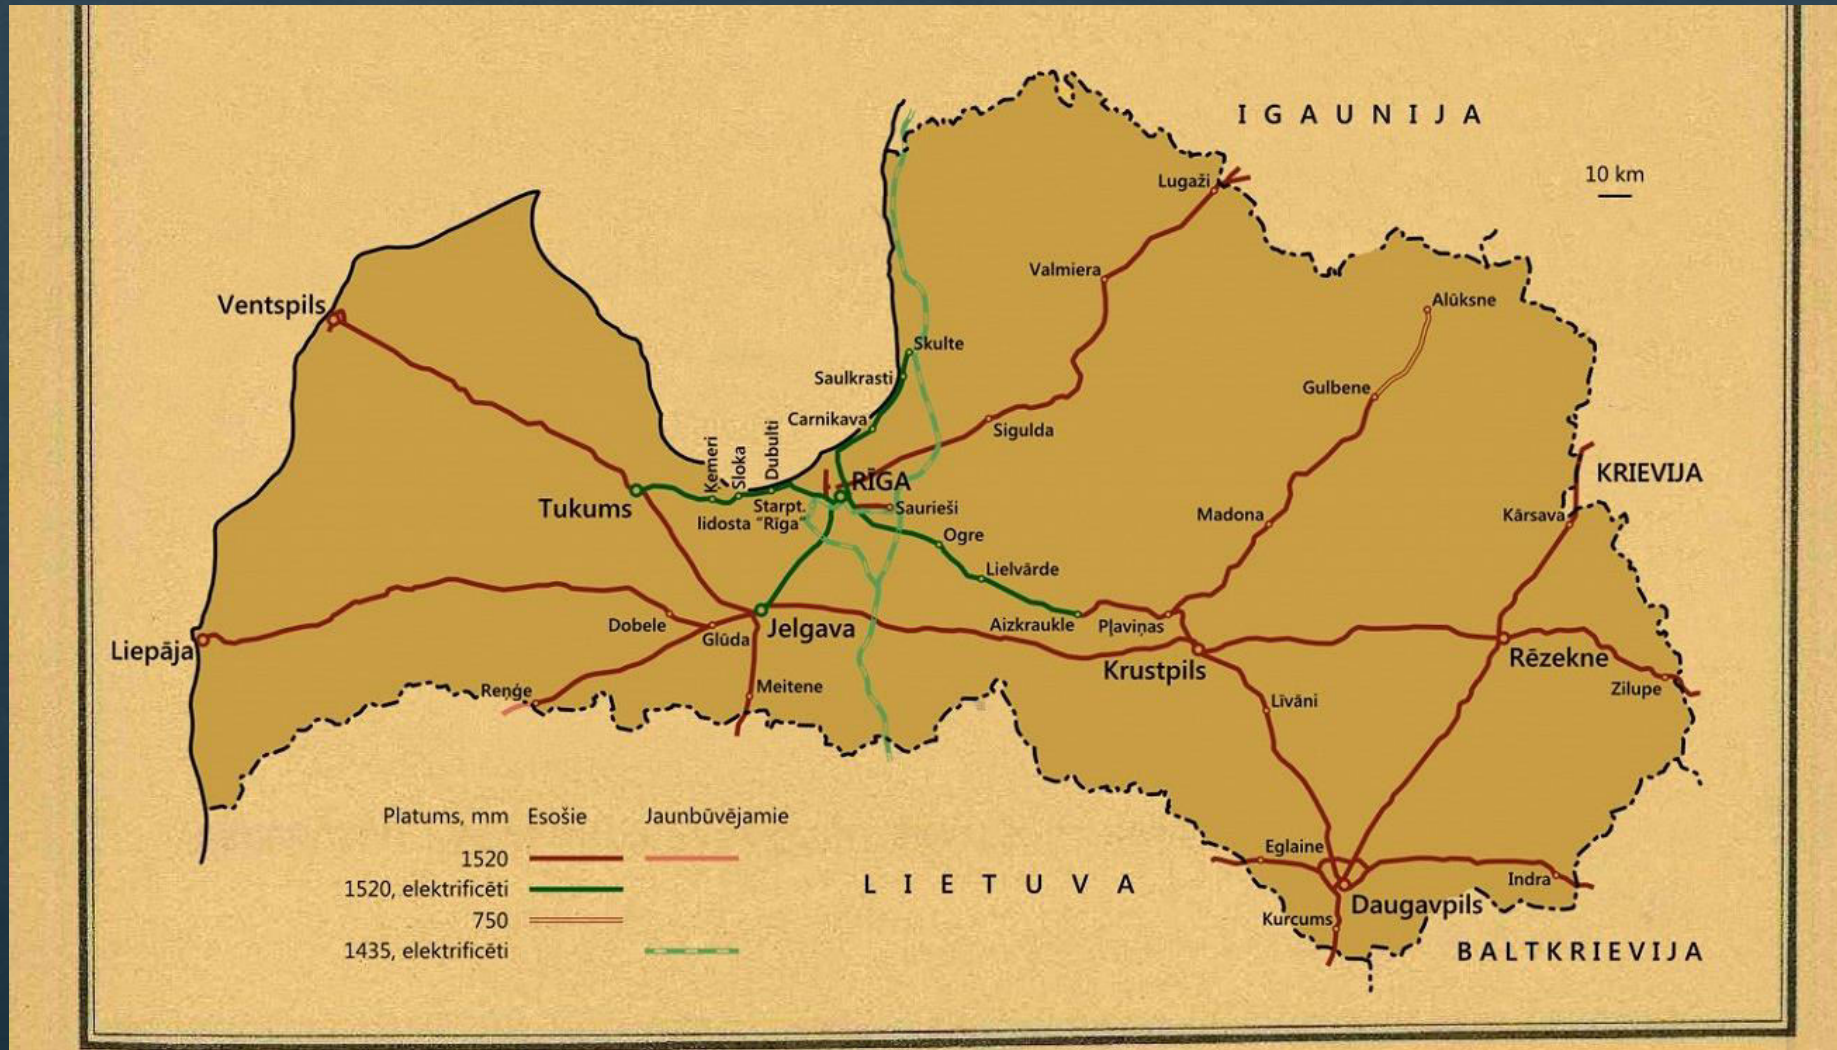 IGAUNIJA
10 km
Lugaži
Valmiera
Alūksne
Ventspils
Skulte
Saulkrasti
Gulbene
Carnikava
Sigulda
Ķemeri
Sloka
Dubulti
RĪGA
KRIEVIJA
Tukums
Starpt.
lidosta "Rīga"
Saurieši
Madona
Kārsava
Ogre
Lielvārde
Dobele
Glūda
Jelgava
Aizkraukle
Pļaviņas
Liepāja
Krustpils
Rēzekne
Reņģe
Meitene
Līvāni
Zilupe
Platums, mm Esošie Jaunbūvējamie
1520
1520, elektrificēti
750
1435, elektrificēti
LIETUVA
Eglaine
Indra
Daugavpils
Kurcums
BALTKRIEVIJA